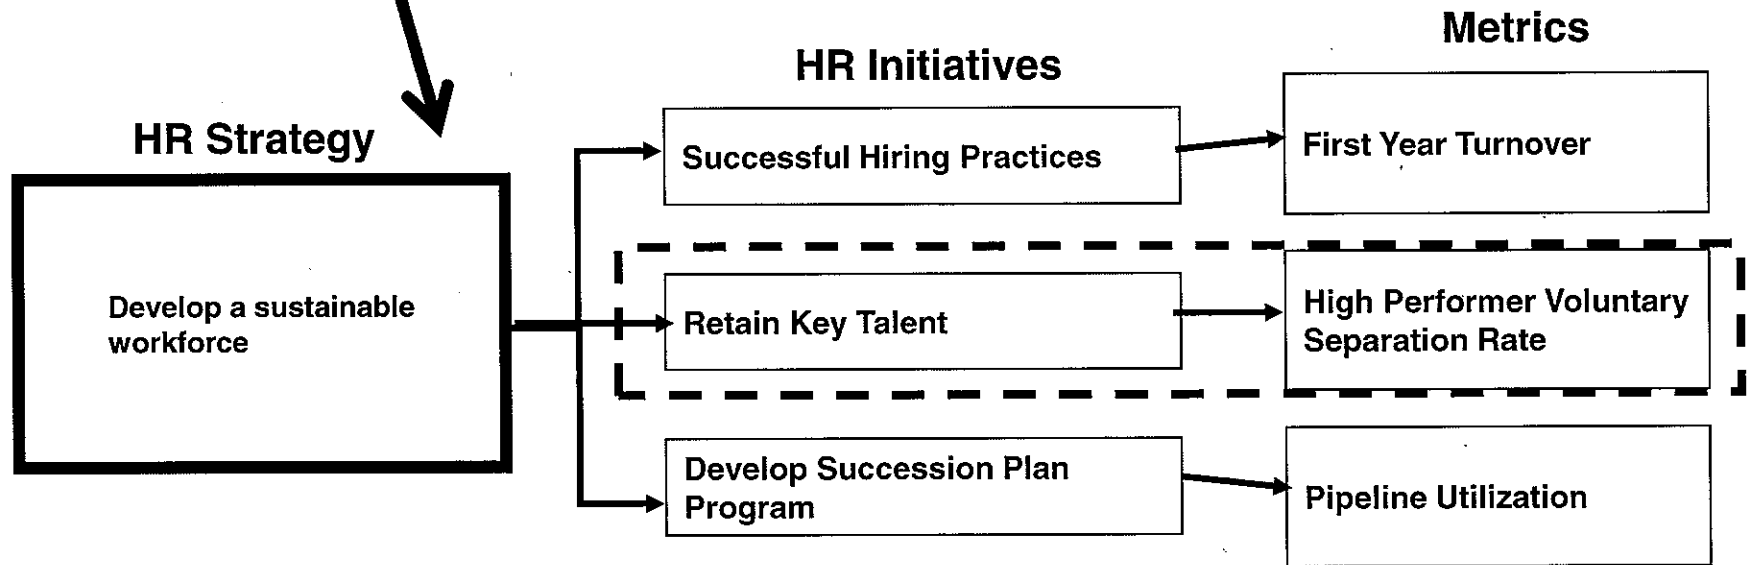 Metrics
HR Initiatives
HR Strategy
Successful Hiring Practices
First Year Turnover
Develop a sustainable
workforce
Retain Key Talent
High Performer Voluntary
Separation Rate
Develop Succession Plan
Program
Pipeline Utilization